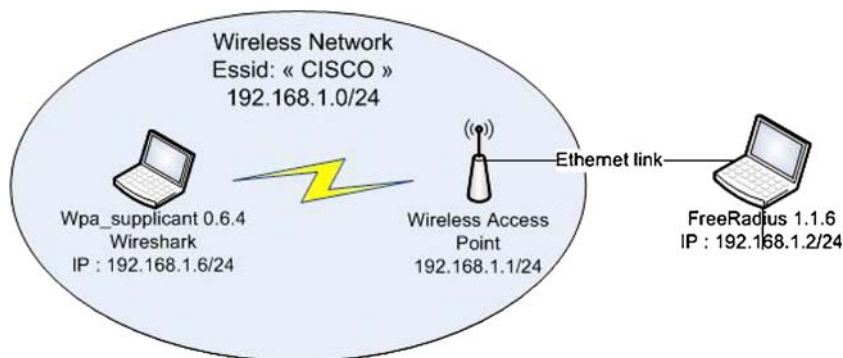 Wireless Network
Essid: « CISCO »
192.168.1.0/24
Ethernet link
Wpa_supplicant 0.6.4
Wireshark
IP : 192.168.1.6/24
Wireless Access
Point
192.168.1.1/24
FreeRadius 1.1.6
IP : 192.168.1.2/24